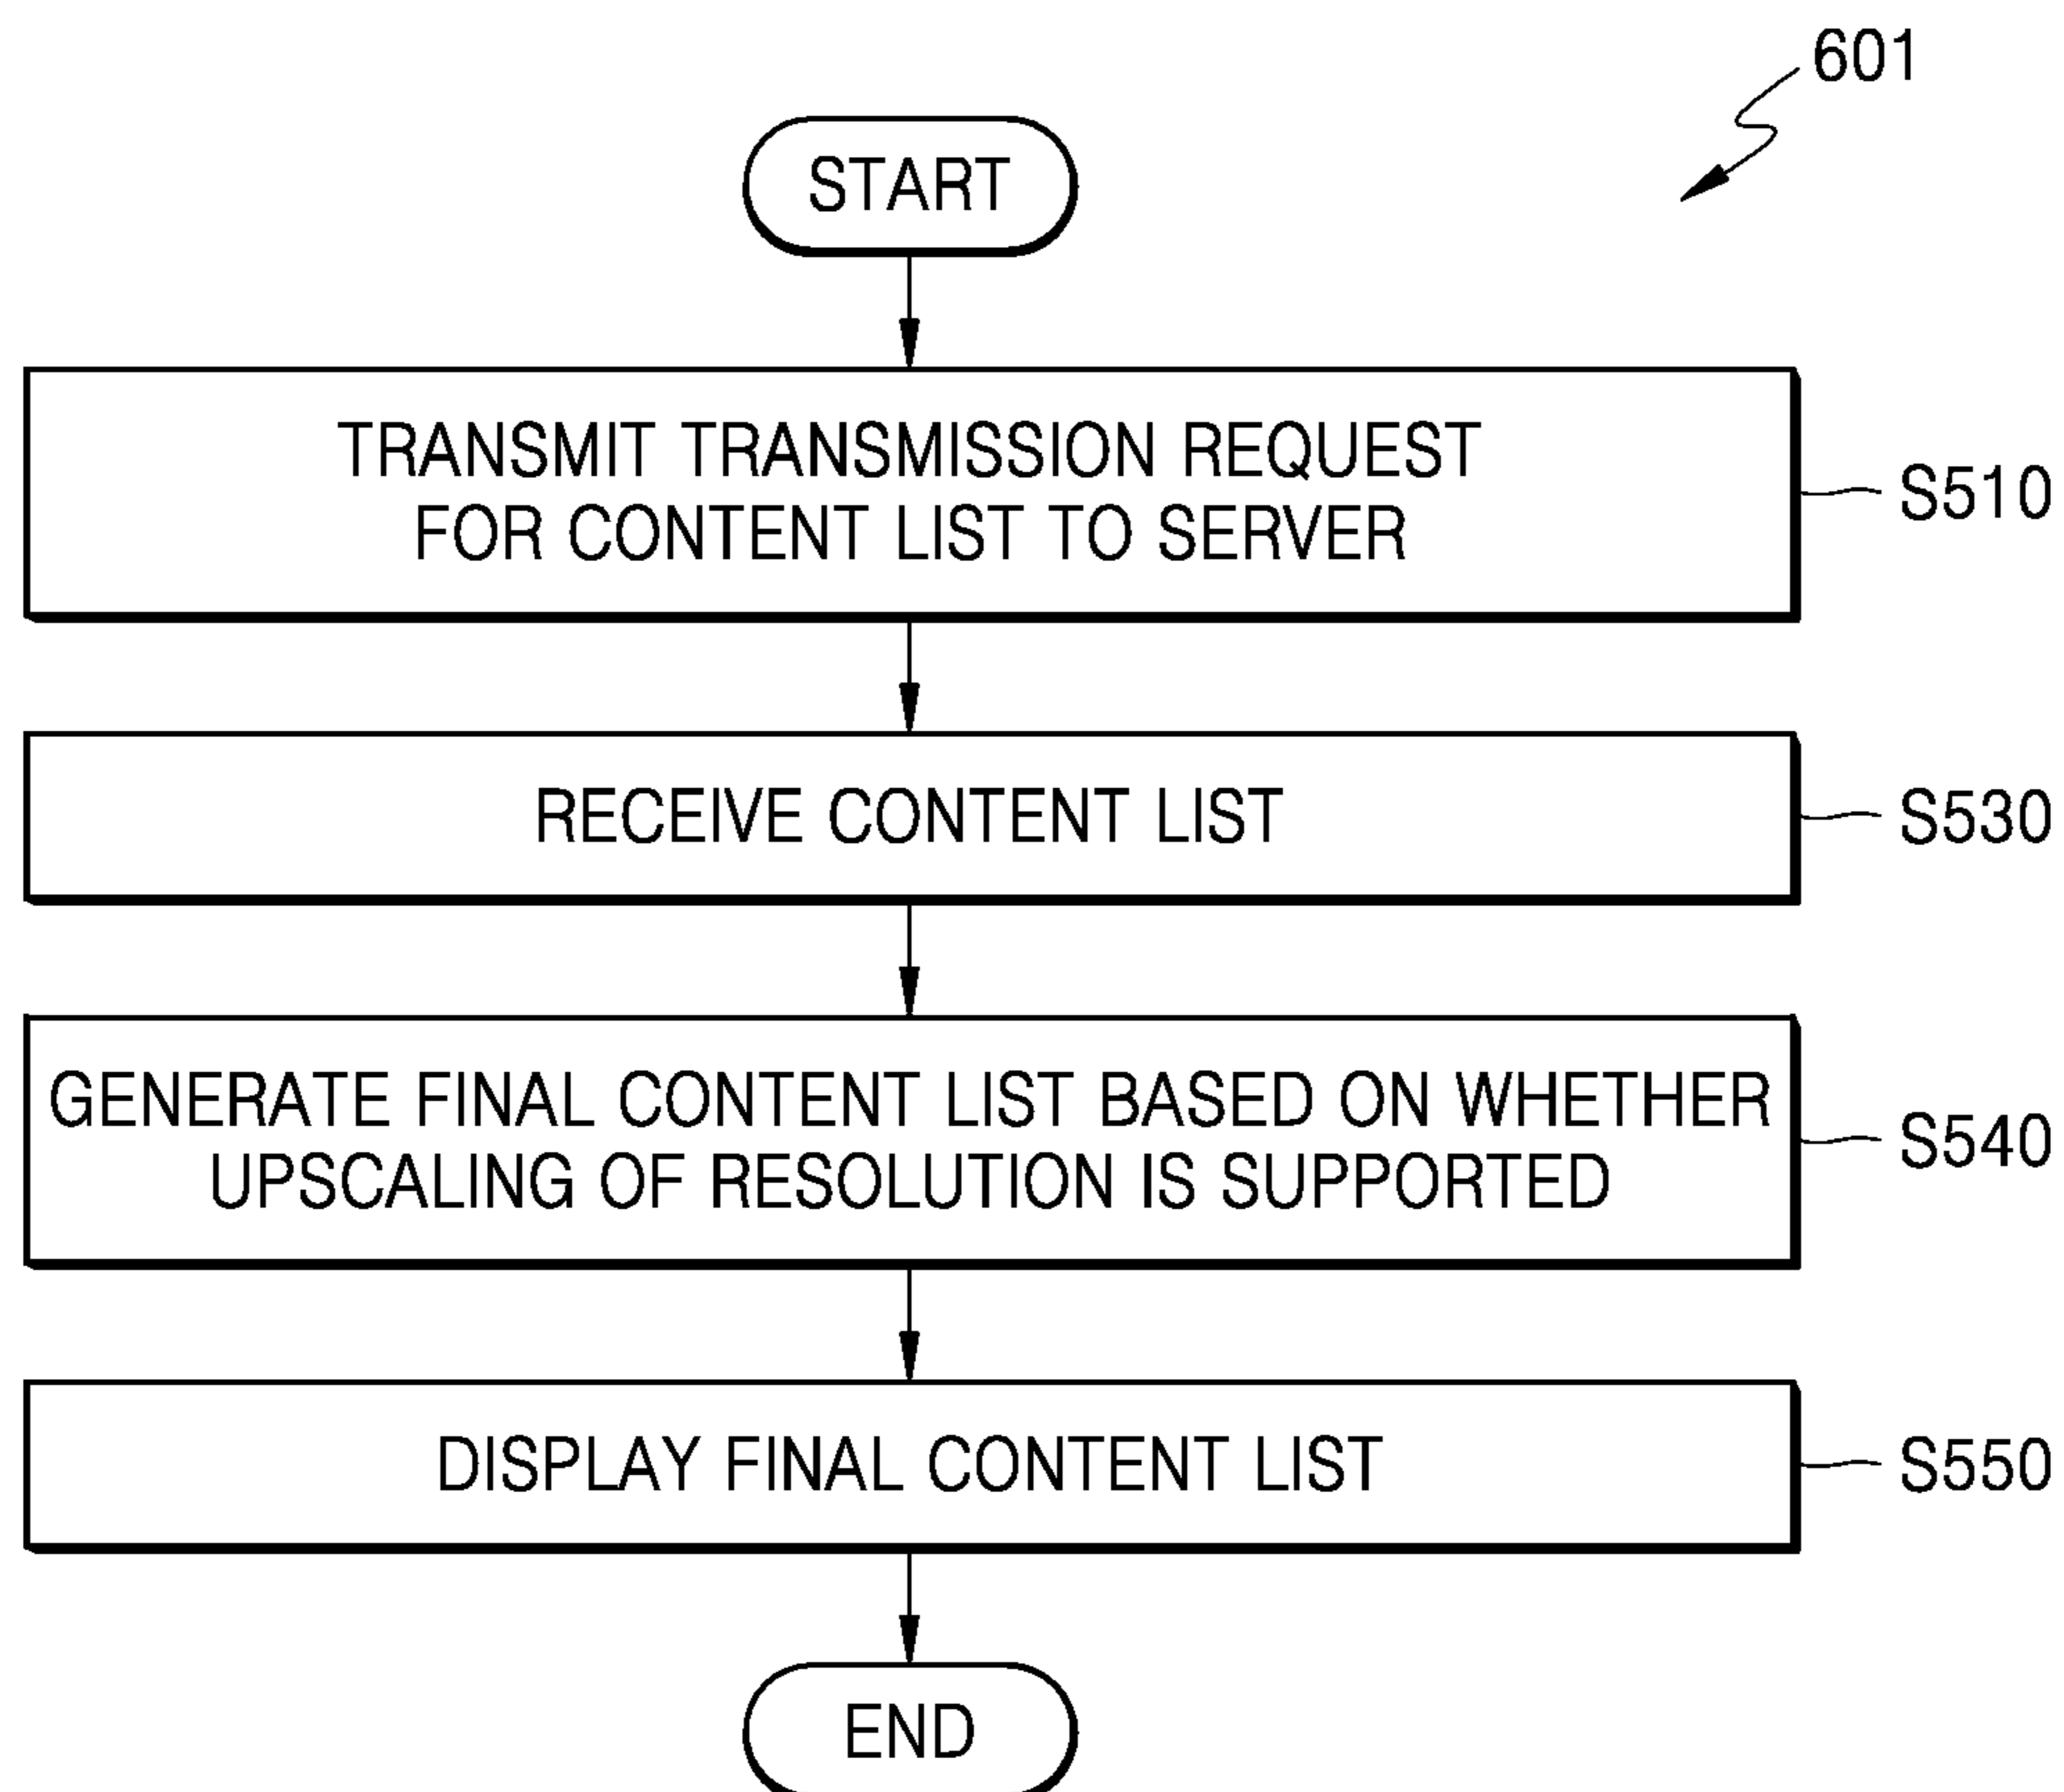 601
START
TRANSMIT TRANSMISSION REQUEST
FOR CONTENT LIST TO SERVER
S510
RECEIVE CONTENT LIST
S530
GENERATE FINAL CONTENT LIST BASED ON WHETHER
UPSCALING OF RESOLUTION IS SUPPORTED
S540
DISPLAY FINAL CONTENT LIST
S550
END